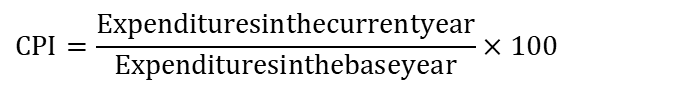 CPI = Expendituresinthecurrentyear / Expendituresinthebaseyear × 100